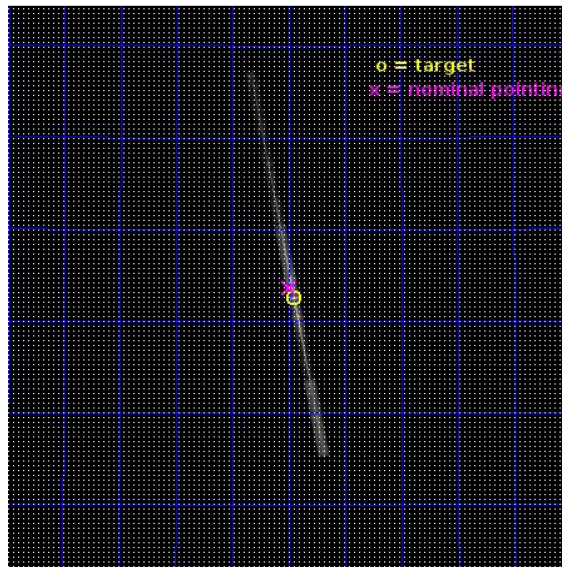 o = target
x = nominal pointing